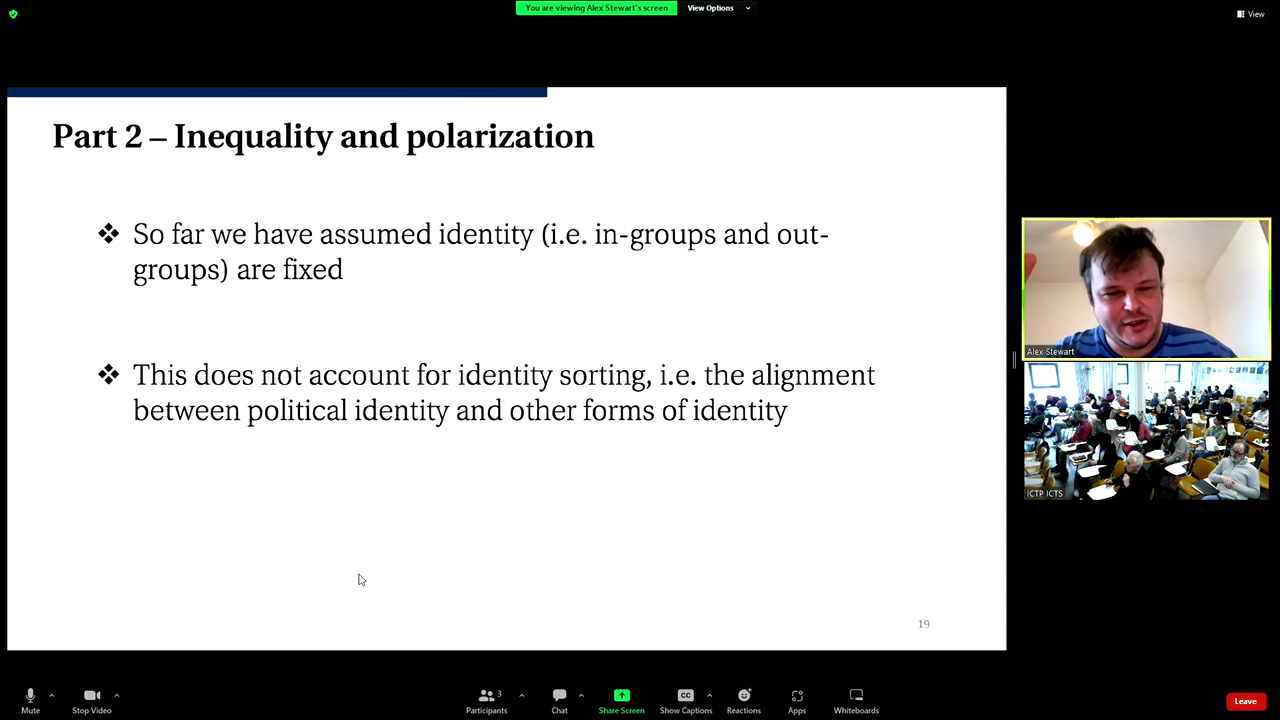 You are viewing Alex Stewart's screen
View Options
View
Part 2 – Inequality and polarization
So far we have assumed identity (i.e. in-groups and out-
groups) are fixed
This does not account for identity sorting, i.e. the alignment
between political identity and other forms of identity
19
Alex Stewart
ICTP ICTS
Mute
Stop Video
3
Participants
Chat
Share Screen
CC
Show Captions
Reactions
Apps
Whiteboards
Leave